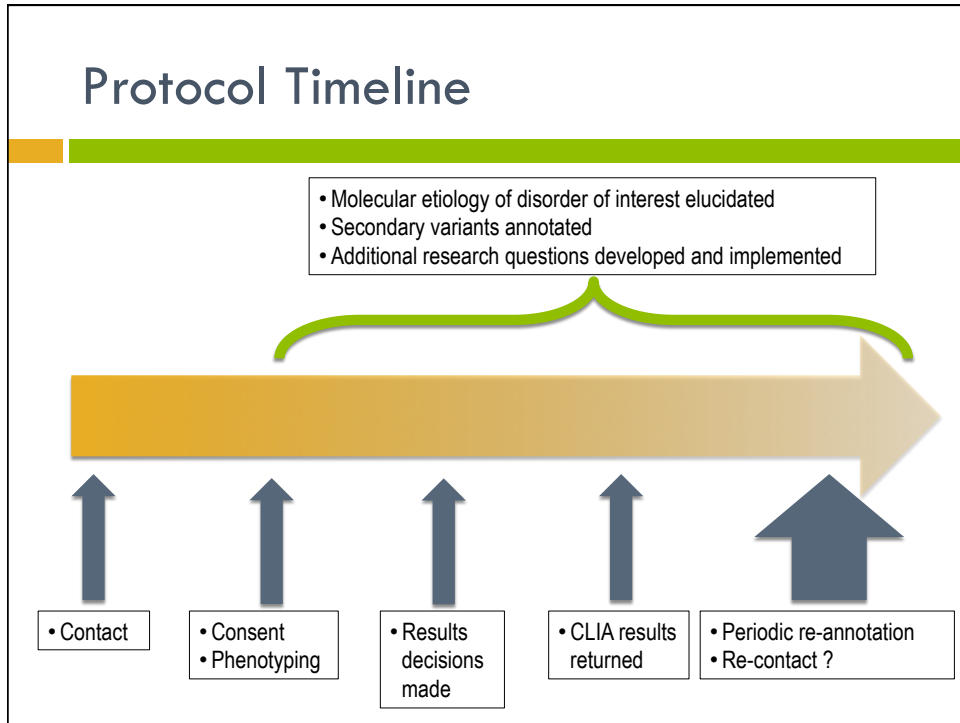 Protocol Timeline
• Molecular etiology of disorder of interest elucidated
• Secondary variants annotated
• Additional research questions developed and implemented
• Contact
• Consent
• Phenotyping
• Results
decisions
made
• CLIA results
returned
• Periodic re-annotation
• Re-contact ?